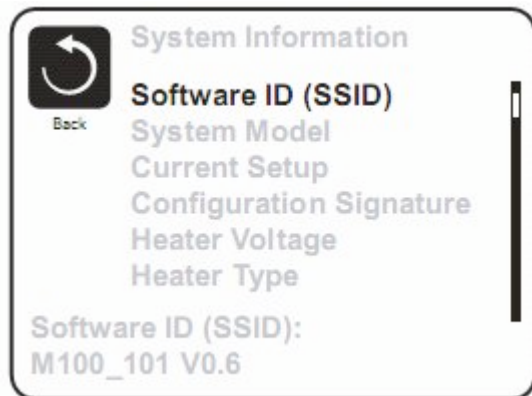 System Information
Back
Software ID (SSID)
System Model
Current Setup
Configuration Signature
Heater Voltage
Heater Type
Software ID (SSID):
M100_101 V0.6